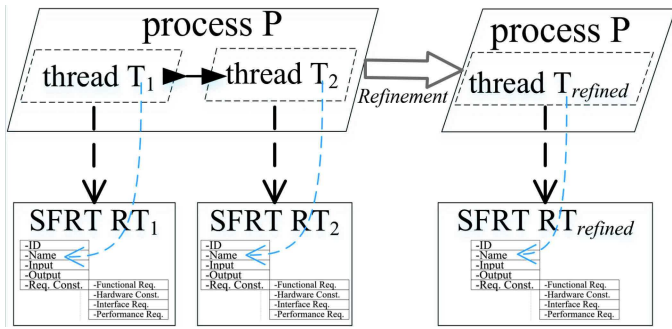 process P
thread T1
thread T2
Refinement
process P
thread Trefined
SFRT RT1
-ID
-Name
-Input
-Output
-Req. Const.
-Functional Req.
-Hardware Const.
-Interface Req.
-Performance Req.
SFRT RT2
-ID
-Name
-Input
-Output
-Req. Const.
-Functional Req.
-Hardware Const.
-Interface Req.
-Performance Req.
SFRT RTrefined
-ID
-Name
-Input
-Output
-Req. Const.
-Functional Req.
-Hardware Const.
-Interface Req.
-Performance Req.